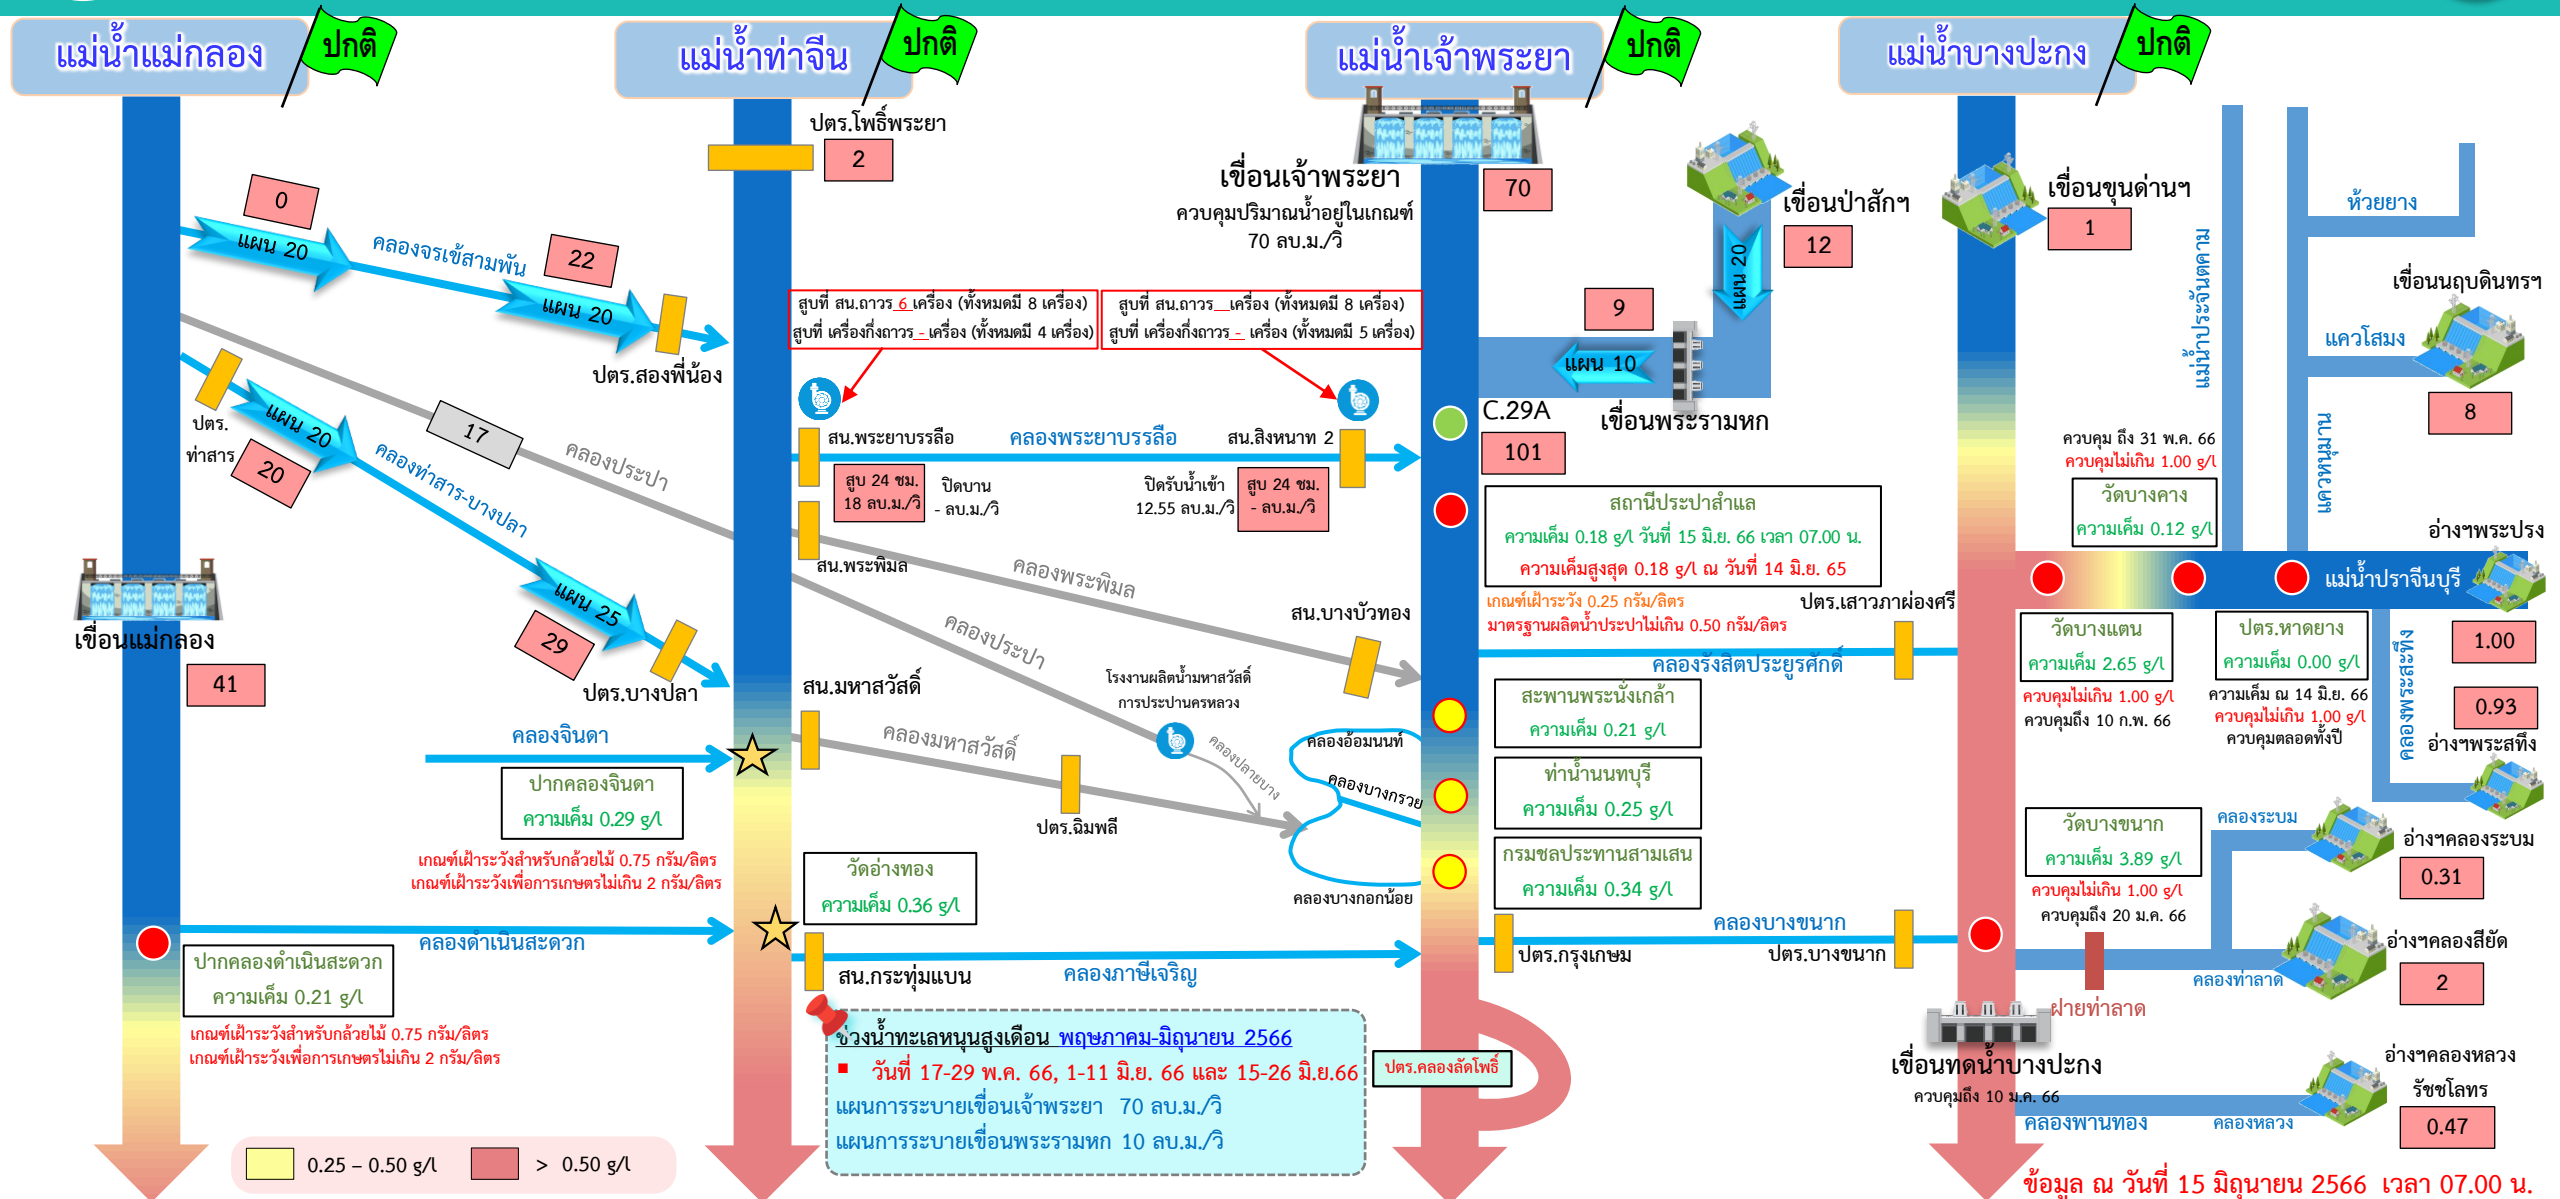 แม่น้ำแม่กลอง
ปกติ
แม่น้ำท่าจีน
ปกติ
แม่น้ำเจ้าพระยา
ปกติ
แม่น้ำบางปะกง
ปกติ
0
แผน 20
คลองจรเข้สามพัน
22
แผน 20
ปตร.สองพี่น้อง
ปตร.
ท่าสาร
แผน 20
20
คลองท่าสาร-บางปลา
17
คลองประปา
แผน 25
29
ปตร.บางปลา
เขื่อนแม่กลอง
41
คลองจินดา
ปากคลองจินดา
ความเค็ม 0.29 g/l
เกณฑ์เฝ้าระวังสำหรับกล้วยไม้ 0.75 กรัม/ลิตร
เกณฑ์เฝ้าระวังเพื่อการเกษตรไม่เกิน 2 กรัม/ลิตร
คลองดำเนินสะดวก
ปากคลองดำเนินสะดวก
ความเค็ม 0.21 g/l
เกณฑ์เฝ้าระวังสำหรับกล้วยไม้ 0.75 กรัม/ลิตร
เกณฑ์เฝ้าระวังเพื่อการเกษตรไม่เกิน 2 กรัม/ลิตร
0.25 – 0.50 g/l
> 0.50 g/l
ปตร.โพธิ์พระยา
2
สูบที่ สน.ถาวร 6 เครื่อง (ทั้งหมดมี 8 เครื่อง)
สูบที่ เครื่องกึ่งถาวร - เครื่อง (ทั้งหมดมี 4 เครื่อง)
สูบที่ สน.ถาวร__เครื่อง (ทั้งหมดมี 8 เครื่อง)
สูบที่ เครื่องกึ่งถาวร - เครื่อง (ทั้งหมดมี 5 เครื่อง)
สน.พระยาบรรลือ
คลองพระยาบรรลือ
สน.สิงหนาท 2
สูบ 24 ชม.
18 ลบ.ม./วิ
ปิดบาน
- ลบ.ม./วิ
ปิดรับน้ำเข้า
12.55 ลบ.ม./วิ
สูบ 24 ชม.
- ลบ.ม./วิ
สน.พระพิมล
คลองพระพิมล
คลองประปา
สน.บางบัวทอง
สน.มหาสวัสดิ์
คลองมหาสวัสดิ์
โรงงานผลิตน้ำมหาสวัสดิ์
การประปานครหลวง
คลองปลายบาง
ปตร.ฉิมพลี
คลองอ้อมนนท์
คลองบางกรวย
คลองบางกอกน้อย
วัดอ่างทอง
ความเค็ม 0.36 g/l
สน.กระทุ่มแบน
คลองภาษีเจริญ
ช่วงน้ำทะเลหนุนสูงเดือน พฤษภาคม-มิถุนายน 2566
วันที่ 17-29 พ.ค. 66, 1-11 มิ.ย. 66 และ 15-26 มิ.ย.66
แผนการระบายเขื่อนเจ้าพระยา 70 ลบ.ม./วิ
แผนการระบายเขื่อนพระรามหก 10 ลบ.ม./วิ
ปตร.คลองลัดโพธิ์
เขื่อนเจ้าพระยา
ควบคุมปริมาณน้ำอยู่ในเกณฑ์
70 ลบ.ม./วิ
70
เขื่อนป่าสักฯ
12
แผน 20
9
แผน 10
เขื่อนพระรามหก
C.29A
101
สถานีประปาสำแล
ความเค็ม 0.18 g/l วันที่ 15 มิ.ย. 66 เวลา 07.00 น.
ความเค็มสูงสุด 0.18 g/l ณ วันที่ 14 มิ.ย. 65
เกณฑ์เฝ้าระวัง 0.25 กรัม/ลิตร
มาตรฐานผลิตน้ำประปาไม่เกิน 0.50 กรัม/ลิตร
ปตร.เสาวภาผ่องศรี
คลองรังสิตประยูรศักดิ์
สะพานพระนั่งเกล้า
ความเค็ม 0.21 g/l
ท่าน้ำนนทบุรี
ความเค็ม 0.25 g/l
กรมชลประทานสามเสน
ความเค็ม 0.34 g/l
ปตร.กรุงเกษม
คลองบางขนาก
ปตร.บางขนาก
เขื่อนขุนด่านฯ
1
แม่น้ำประจันตคาม
ห้วยยาง
เขื่อนนฤบดินทรฯ
แควโสมง
8
แควหนุมาน
ควบคุม ถึง 31 พ.ค. 66
ควบคุมไม่เกิน 1.00 g/l
วัดบางคาง
ความเค็ม 0.12 g/l
อ่างฯพระปรง
แม่น้ำปราจีนบุรี
1.00
วัดบางแตน
ความเค็ม 2.65 g/l
ควบคุมไม่เกิน 1.00 g/l
ควบคุมถึง 10 ก.พ. 66
ปตร.หาดยาง
ความเค็ม 0.00 g/l
ความเค็ม ณ 14 มิ.ย. 66
ควบคุมไม่เกิน 1.00 g/l
ควบคุมตลอดทั้งปี
คลองพระสะทึง
0.93
อ่างฯพระสทึง
วัดบางขนาก
ความเค็ม 3.89 g/l
ควบคุมไม่เกิน 1.00 g/l
ควบคุมถึง 20 ม.ค. 66
คลองระบม
อ่างฯคลองระบม
0.31
อ่างฯคลองสียัด
2
คลองท่าลาด
ฝายท่าลาด
เขื่อนทดน้ำบางปะกง
ควบคุมถึง 10 ม.ค. 66
อ่างฯคลองหลวง
รัชชโลทร
0.47
คลองพานทอง
คลองหลวง
ข้อมูล ณ วันที่ 15 มิถุนายน 2566 เวลา 07.00 น.